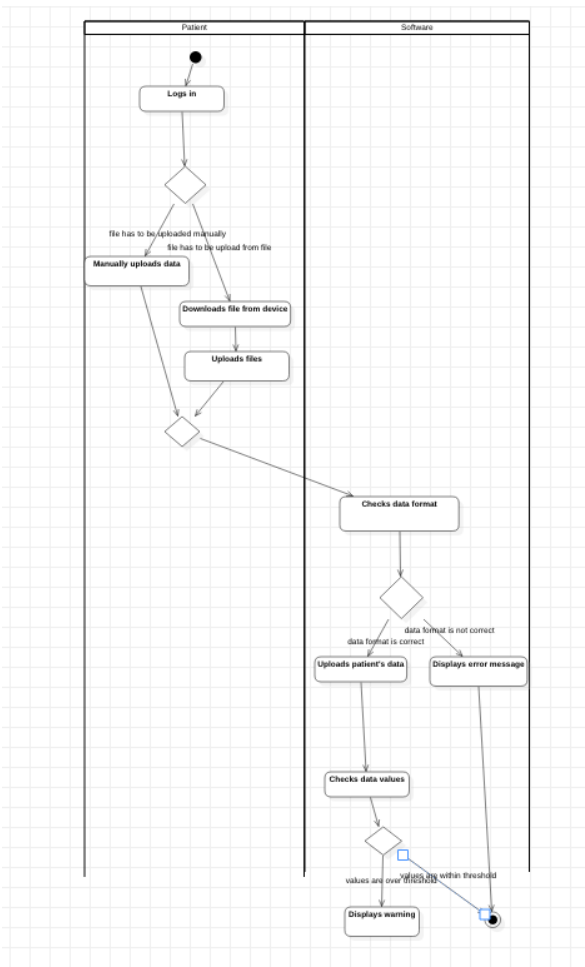 Patient
Software
Logs in
file has to be uploaded manually
file has to be upload from file
Manually uploads data
Downloads file from device
Uploads files
Checks data format
data format is not correct
data format is correct
Uploads patient's data
Displays error message
Checks data values
values are within threshold
values are over threshold
Displays warning